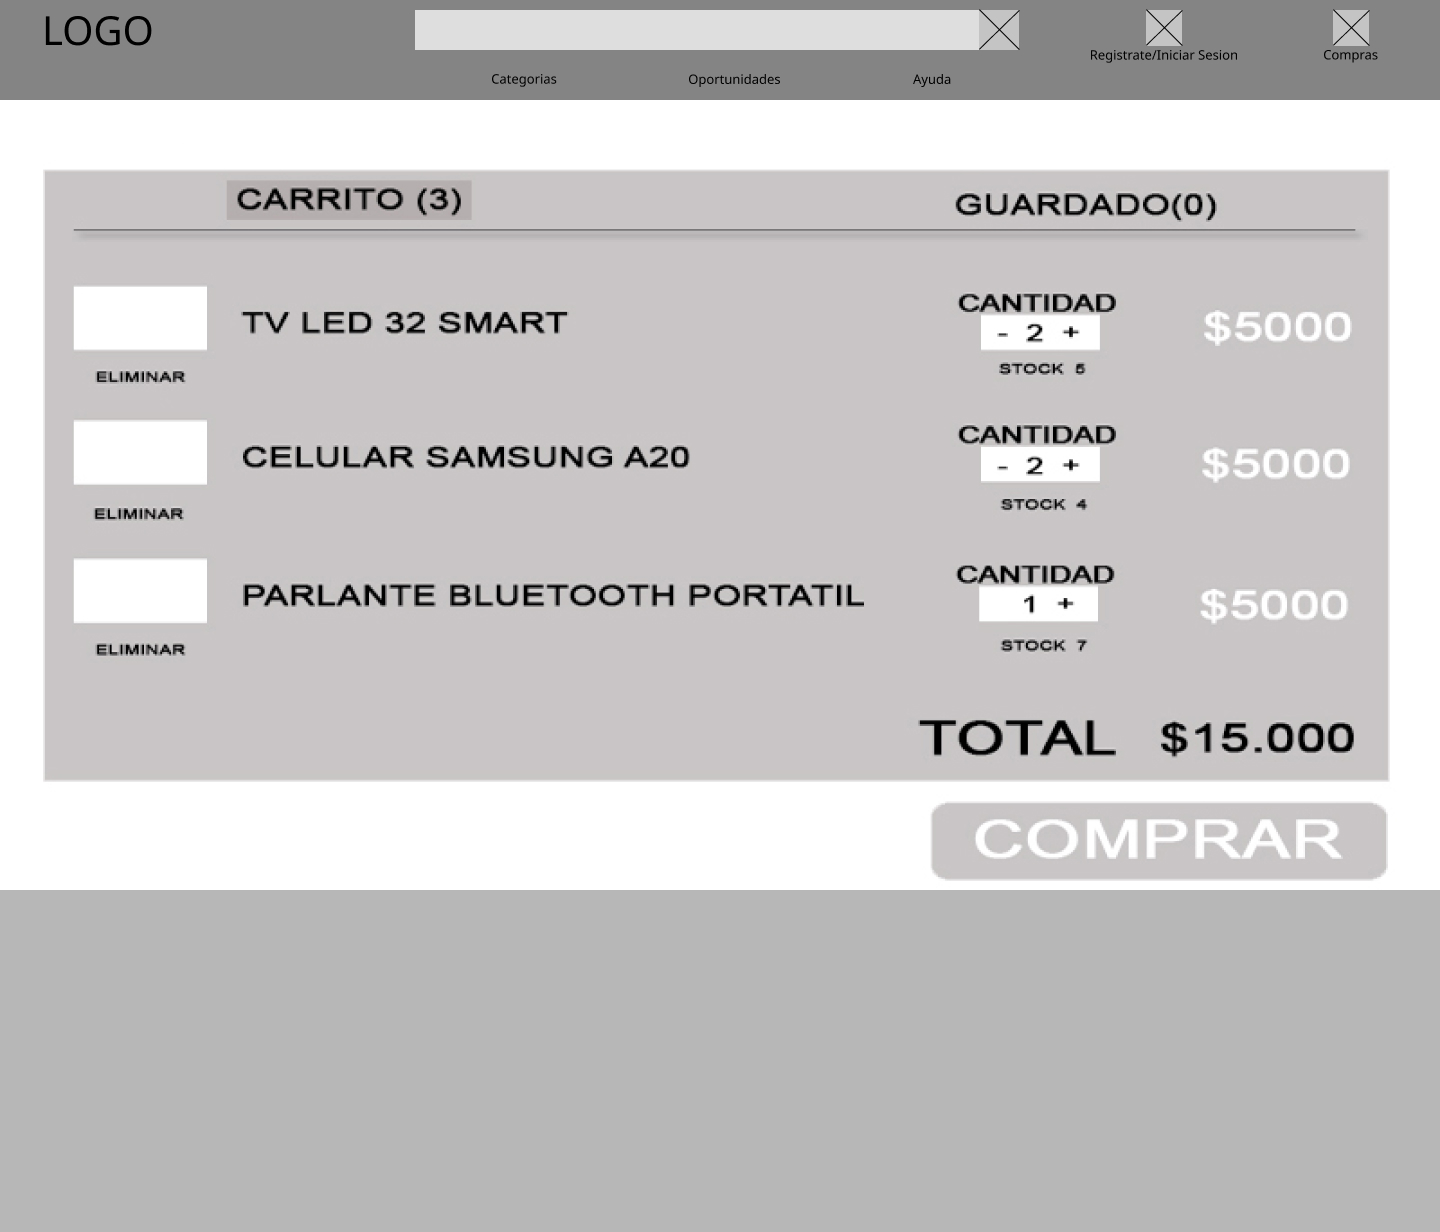 LOGO
Registrate/Iniciar Sesion
Compras
Categorias
Oportunidades
Ayuda
CARRITO (3)
GUARDADO(0)
TV LED 32 SMART
ELIMINAR
CANTIDAD
- 2 +
STOCK 5
$5000
CELULAR SAMSUNG A20
ELIMINAR
CANTIDAD
- 2 +
STOCK 4
$5000
PARLANTE BLUETOOTH PORTATIL
ELIMINAR
CANTIDAD
1 +
STOCK 7
$5000
TOTAL $15.000
COMPRAR